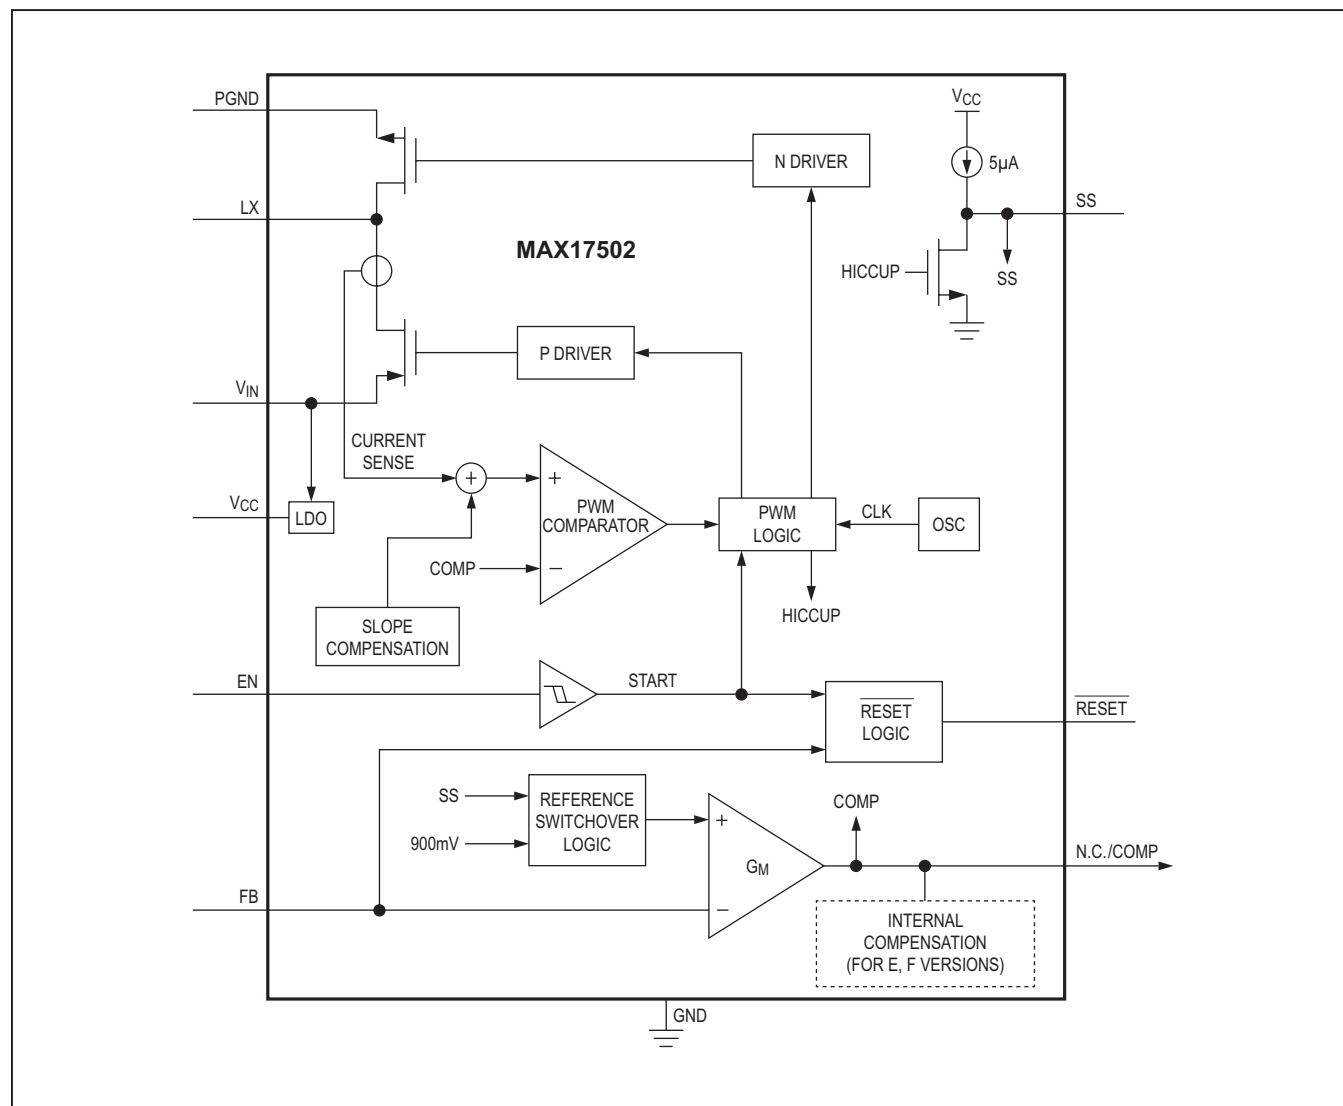 PGND
VCC
N DRIVER
5µA
LX
SS
MAX17502
HICCUP
SS
P DRIVER
VIN
CURRENT
SENSE
+
+
VCC
LDO
PWM
COMPARATOR
PWM
LOGIC
CLK
OSC
COMP
−
HICCUP
SLOPE
COMPENSATION
EN
START
RESET
LOGIC
RESET
SS
900mV
REFERENCE
SWITCHOVER
LOGIC
+
GM
−
COMP
N.C./COMP
FB
INTERNAL
COMPENSATION
(FOR E, F VERSIONS)
GND